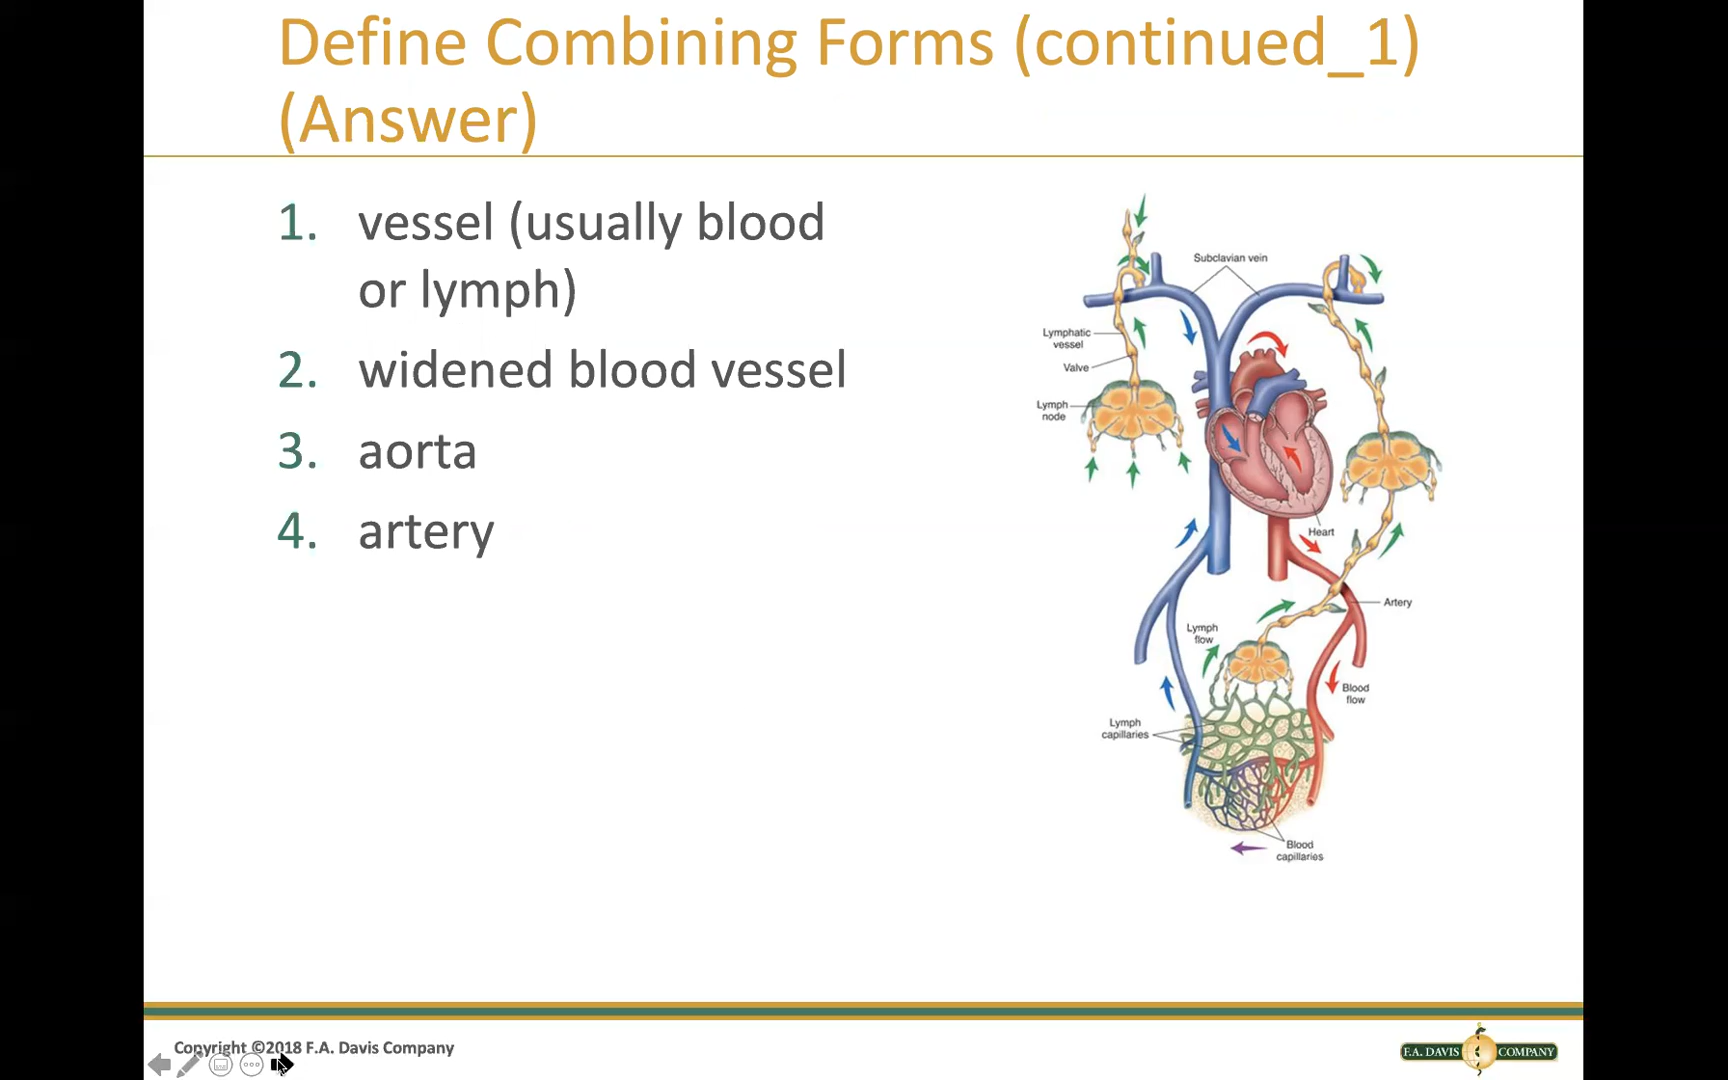 Define Combining Forms (continued_1)
(Answer)
1. vessel (usually blood
or lymph)
2. widened blood vessel
3. aorta
4. artery
Subclavian vein
Lymphatic
vessel
Valve
Lymph
node
Heart
Artery
Lymph
flow
Blood
flow
Lymph
capillaries
Blood
capillaries
Copyright ©2018 F.A. Davis Company
F.A. DAVIS COMPANY